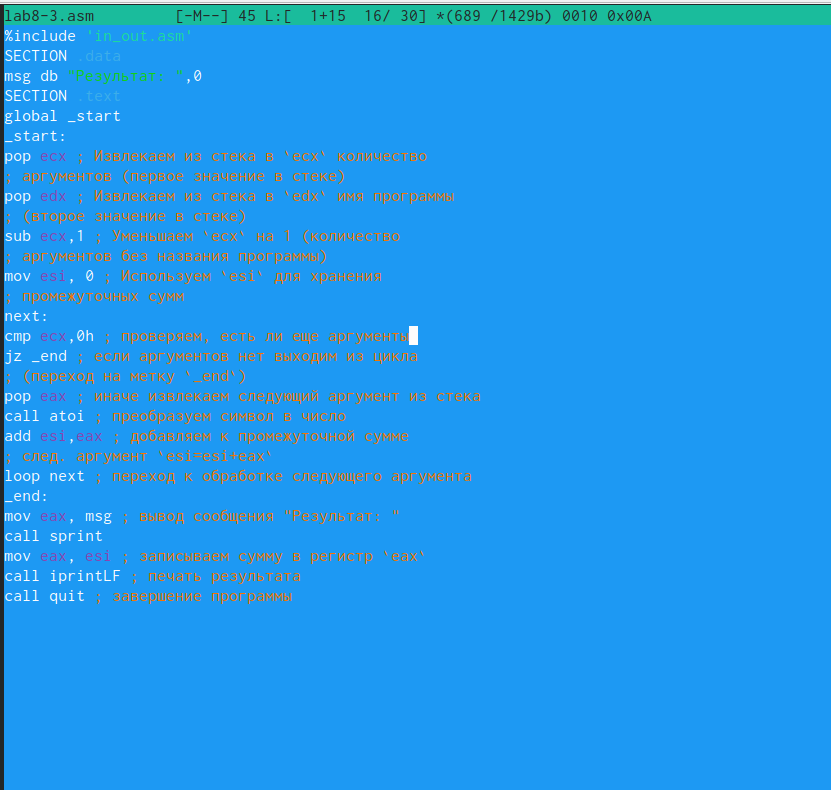 lab8-3.asm         [-M--] 45 L:[  1+15  16/ 30] *(689 /1429b) 0010 0x00A
%include 'in_out.asm'
SECTION .data
msg db "Результат: ",0
SECTION .text
global _start
_start:
pop ecx ; Извлекаем из стека в `ecx` количество
; аргументов (первое значение в стеке)
pop edx ; Извлекаем из стека в `edx` имя программы
; (второе значение в стеке)
sub ecx,1 ; Уменьшаем `ecx` на 1 (количество
; аргументов без названия программы)
mov esi, 0 ; Используем `esi` для хранения
; промежуточных сумм
next:
cmp ecx,0h ; проверяем, есть ли еще аргументы
jz _end ; если аргументов нет выходим из цикла
; (переход на метку `_end`)
pop eax ; иначе извлекаем следующий аргумент из стека
call atoi ; преобразуем символ в число
add esi,eax ; добавляем к промежуточной сумме
; след. аргумент `esi=esi+eax`
loop next ; переход к обработке следующего аргумента
_end:
mov eax, msg ; вывод сообщения "Результат: "
call sprint
mov eax, esi ; записываем сумму в регистр `eax`
call iprintLF ; печать результата
call quit ; завершение программы